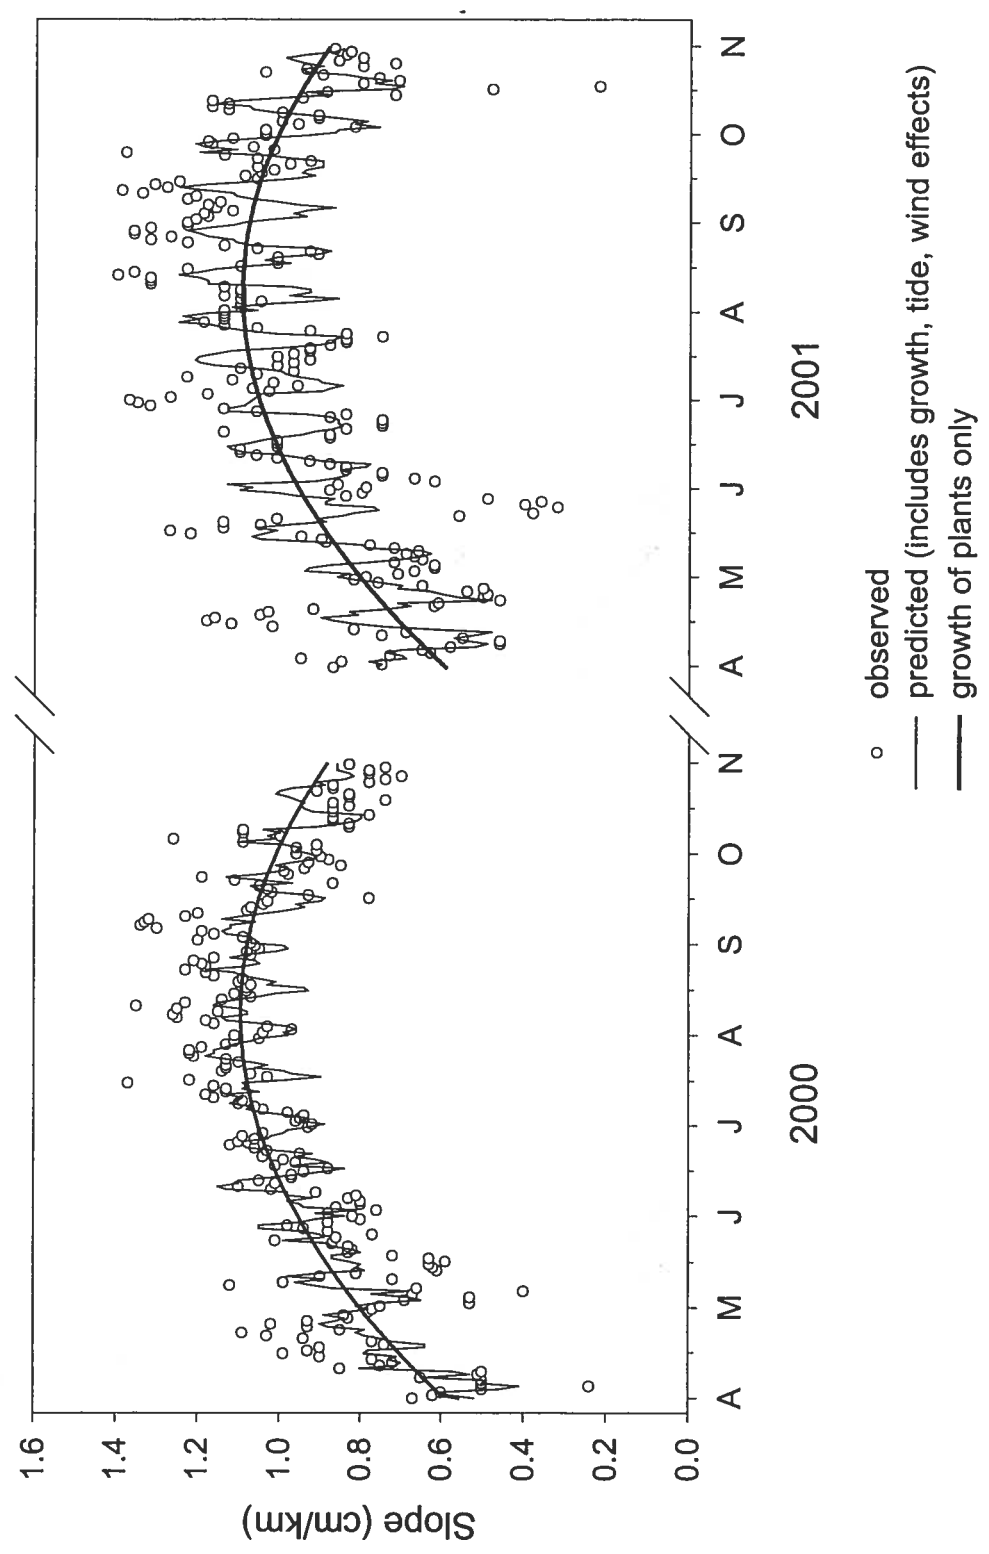 Slope (cm/km)
1.6
1.4
1.2
1.0
0.8
0.6
0.4
0.2
0.0
A M J J A S O N A M J J A S O N
2000 2001
observed
predicted (includes growth, tide, wind effects)
growth of plants only